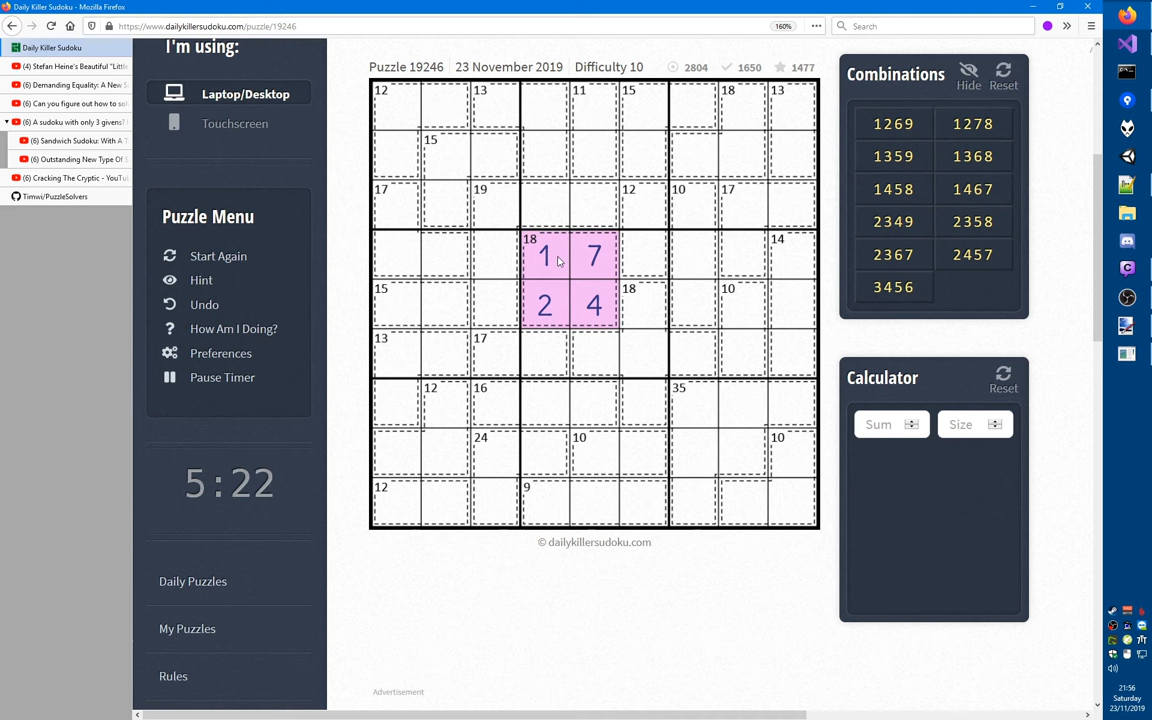 Daily Killer Sudoku - Mozilla Firefox
https://www.dailykillersudoku.com/puzzle/19246
160%
Search
Daily Killer Sudoku
(4) Stefan Heine's Beautiful "Little
(6) Demanding Equality: A New S
(6) Can you figure out how to sol
(6) A sudoku with only 3 givens?
(6) Sandwich Sudoku: With A T
(6) Outstanding New Type Of S
(6) Cracking The Cryptic - YouTu
Timwi/PuzzleSolvers
I'm using:
Laptop/Desktop
Touchscreen
Puzzle Menu
Start Again
Hint
Undo
How Am I Doing?
Preferences
Pause Timer
5:22
Daily Puzzles
My Puzzles
Rules
Puzzle 19246
23 November 2019
Difficulty 10
2804
1650
1477
12 13 11 15 18 13
15
17 19 12 10 17
18 14
1 7
15 18 10
2 4
13 17
12 16 35
24 10 10
12 9
© dailykillersudoku.com
Advertisement
Combinations
Hide
Reset
1269 1278
1359 1368
1458 1467
2349 2358
2367 2457
3456
Calculator
Reset
Sum
Size
21:56
Saturday
23/11/2019